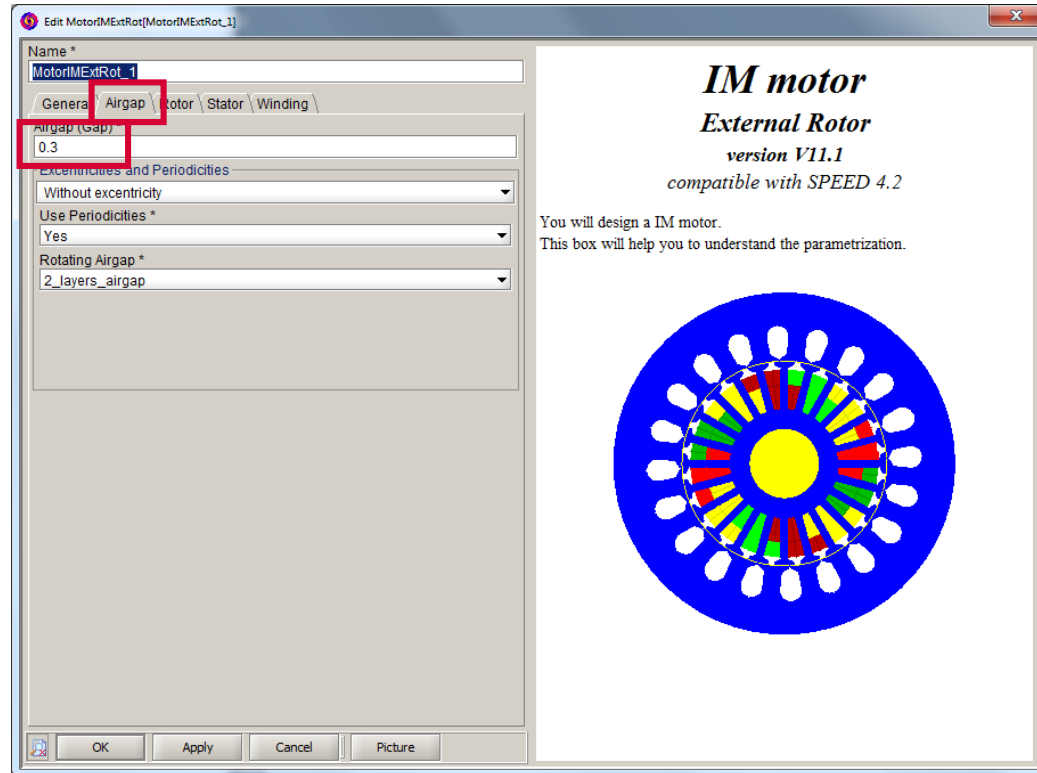 Edit MotorIMExtRot[MotorIMExtRot_1]
Name *
MotorIMExtRot_1
General Airgap Rotor Stator Winding
Airgap (Gap) *
0.3
Excentricities and Periodicities
Without excentricity
Use Periodicities *
Yes
Rotating Airgap *
2_layers_airgap
OK Apply Cancel Picture
IM motor
External Rotor
version V11.1
compatible with SPEED 4.2
You will design a IM motor.
This box will help you to understand the parametrization.